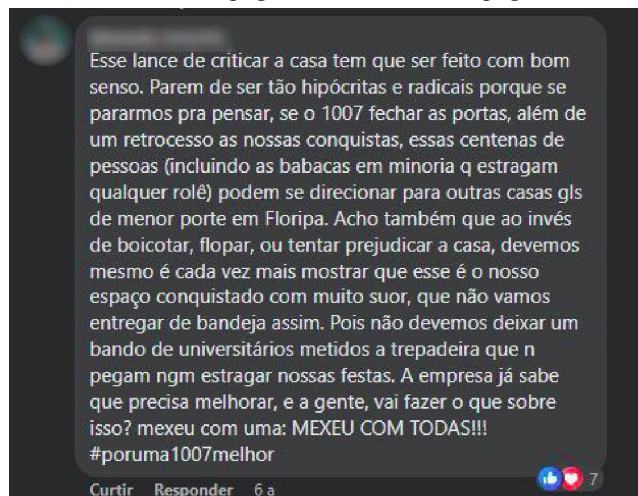 Esse lance de criticar a casa tem que ser feito com bom
senso. Parem de ser tão hipócritas e radicais porque se
pararmos pra pensar, se o 1007 fechar as portas, além de
um retrocesso as nossas conquistas, essas centenas de
pessoas (incluindo as babacas em minoria q estragam
qualquer rolê) podem se direcionar para outras casas gls
de menor porte em Floripa. Acho também que ao invés
de boicotar, flopar, ou tentar prejudicar a casa, devemos
mesmo é cada vez mais mostrar que esse é o nosso
espaço conquistado com muito suor, que não vamos
entregar de bandeja assim. Pois não devemos deixar um
bando de universitários metidos a trepadeira que n
pegam ngm estragar nossas festas. A empresa já sabe
que precisa melhorar, e a gente, vai fazer o que sobre
isso? mexeu com uma: MEXEU COM TODAS!!!
#poruma1007melhor
7
Curtir Responder 6 a